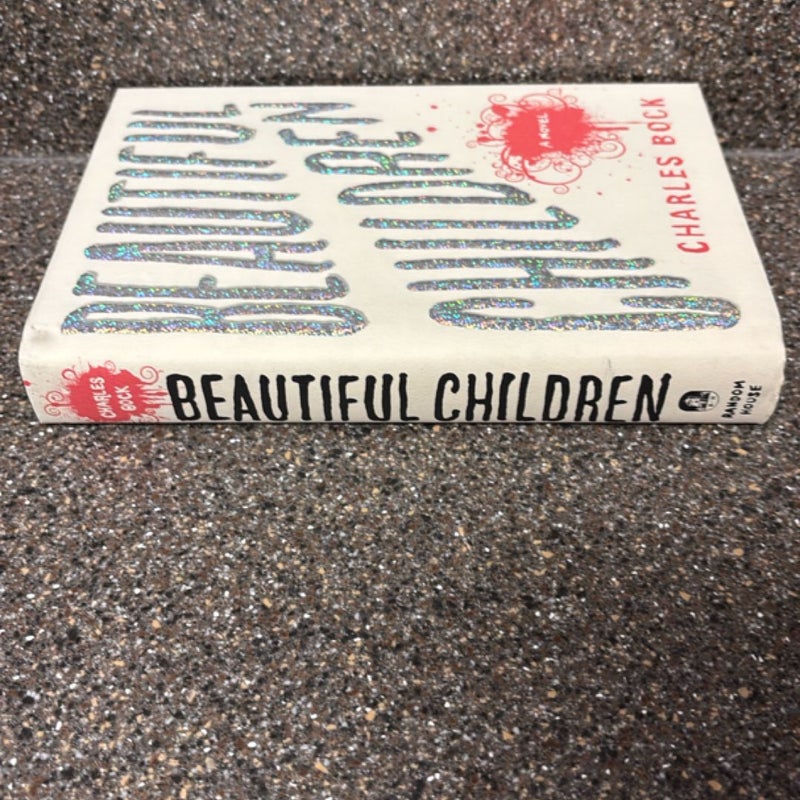 BEAUTIFUL
CHILDREN
A NOVEL
CHARLES BOCK
CHARLES
BOCK
BEAUTIFUL CHILDREN
RANDOM
HOUSE